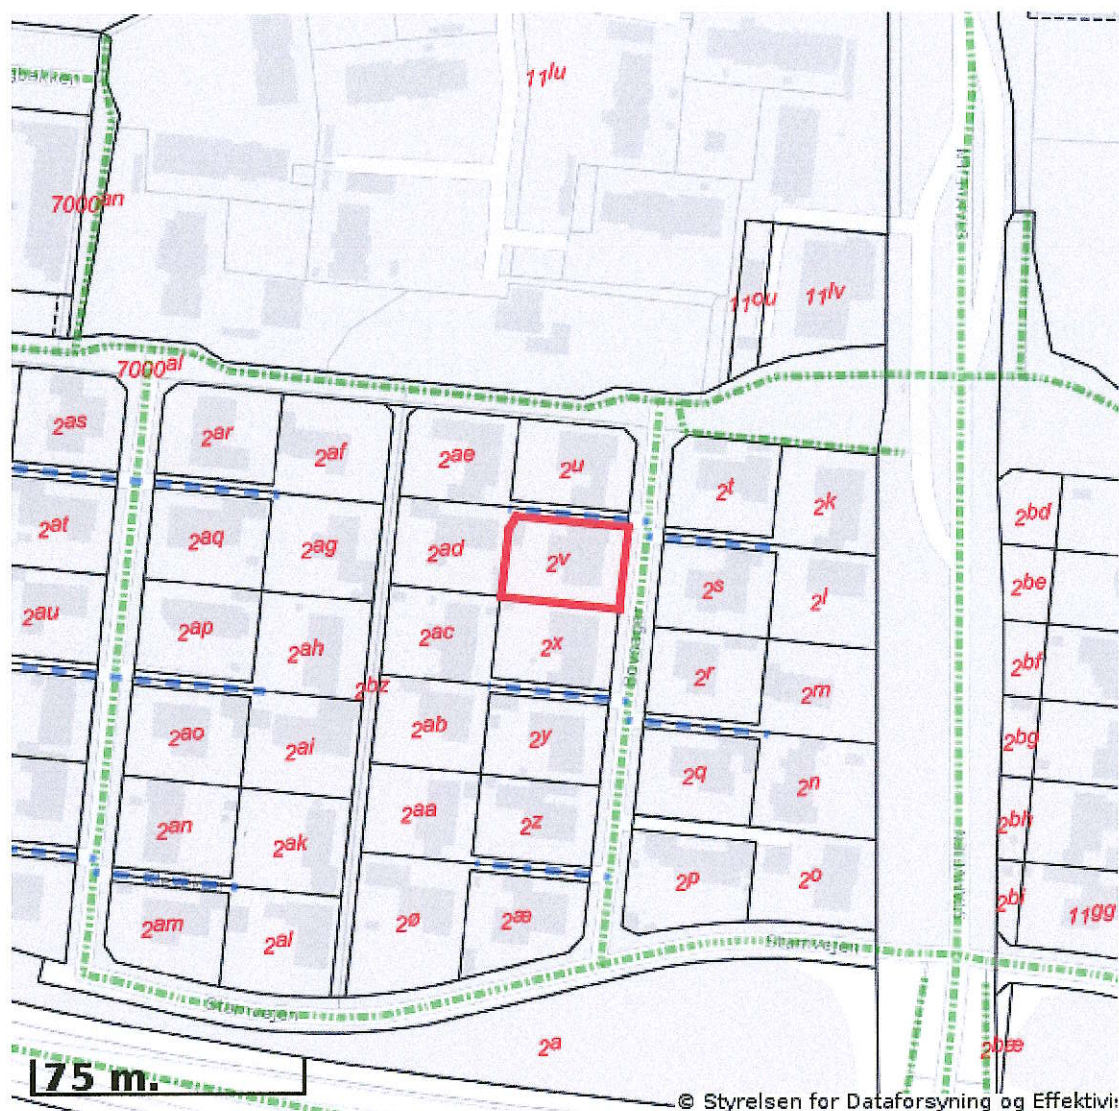 11lu
7000an
11ou
11lv
7000al
2as
2ar
2af
2ae
2u
2t
2k
2bd
2at
2aq
2ag
2ad
2v
2s
2l
2be
2au
2ap
2ah
2ac
2x
2r
2m
2bf
2bz
2ao
2ai
2ab
2y
2q
2n
2bg
2an
2ak
2aa
2z
2p
2o
2bh
2bi
11gg
2am
2al
2ø
2æ
Strømvejen
Strømvejen
2a
2bæ
75 m.
© Styrelsen for Dataforsyning og Effektivis